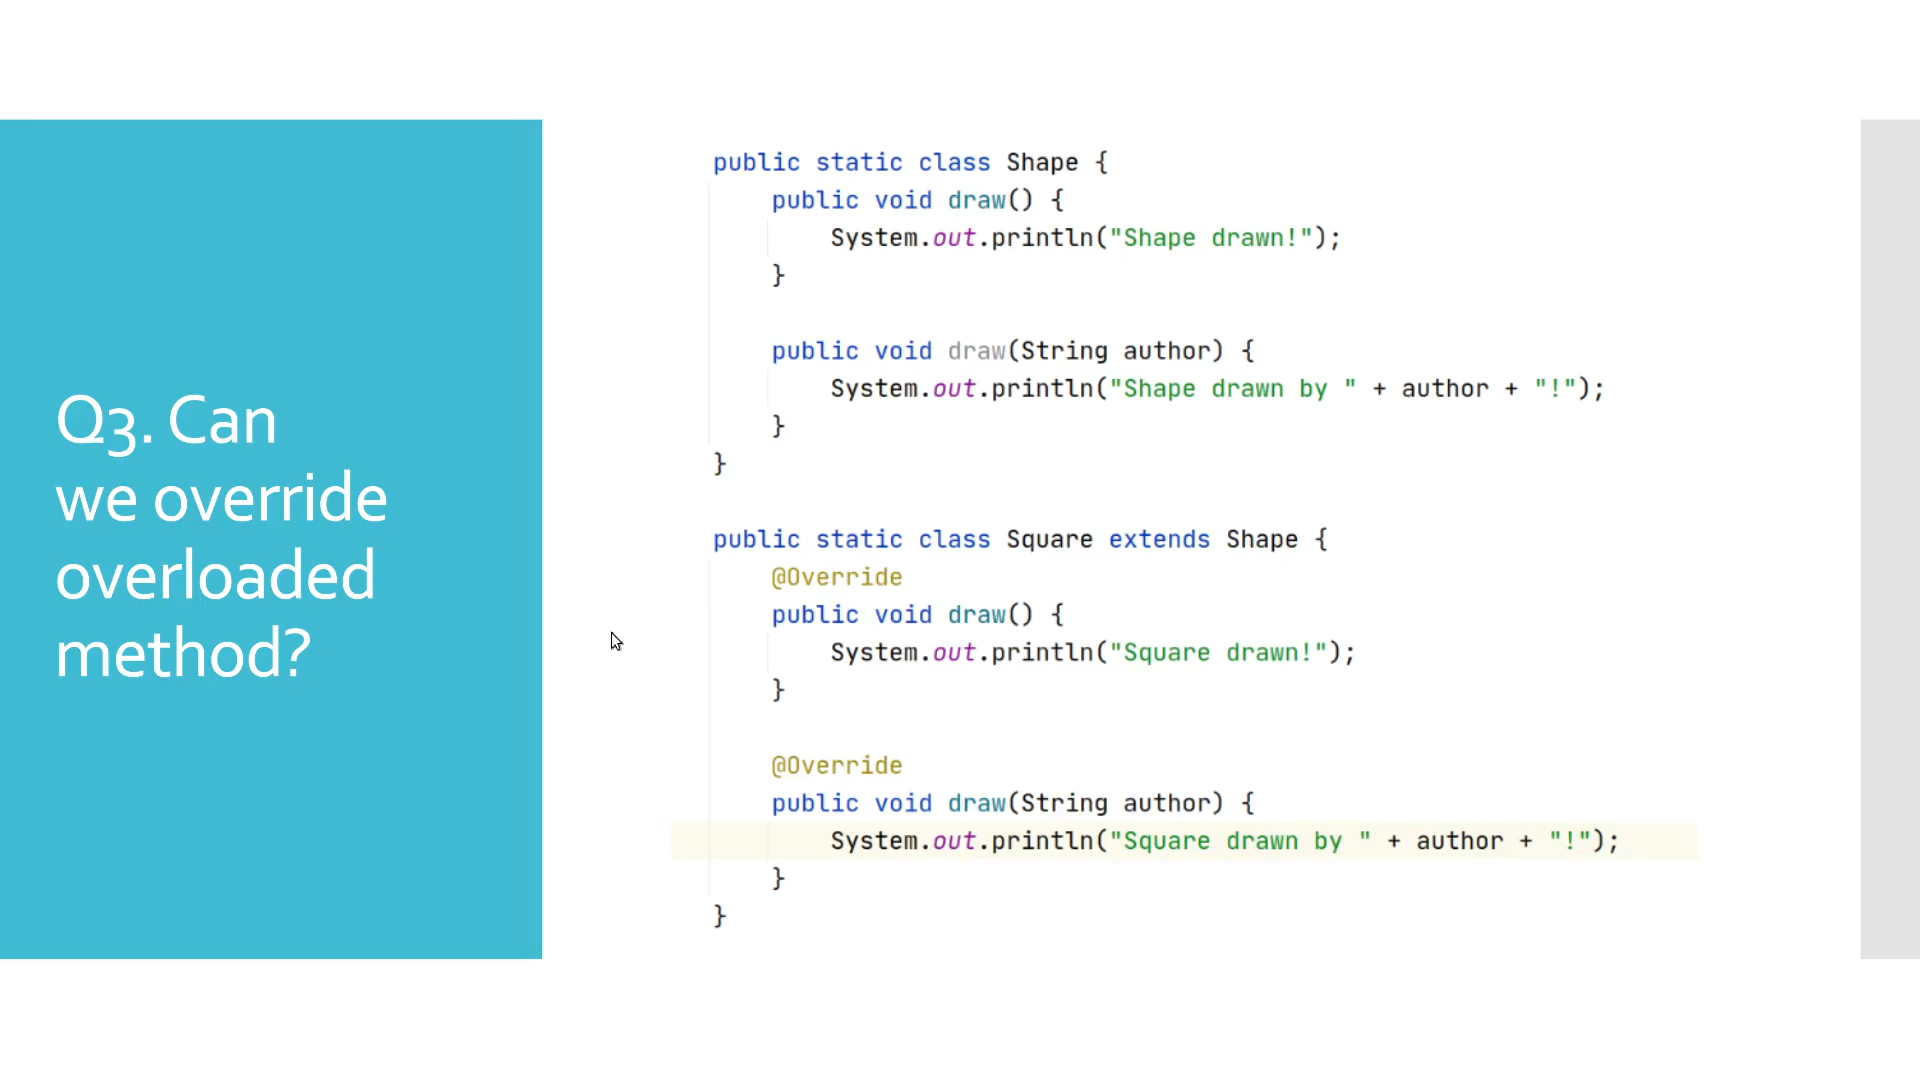 Q3. Can
we override
overloaded
method?
public static class Shape {
    public void draw() {
        System.out.println("Shape drawn!");
    }

    public void draw(String author) {
        System.out.println("Shape drawn by " + author + "!");
    }
}

public static class Square extends Shape {
    @Override
    public void draw() {
        System.out.println("Square drawn!");
    }

    @Override
    public void draw(String author) {
        System.out.println("Square drawn by " + author + "!");
    }
}